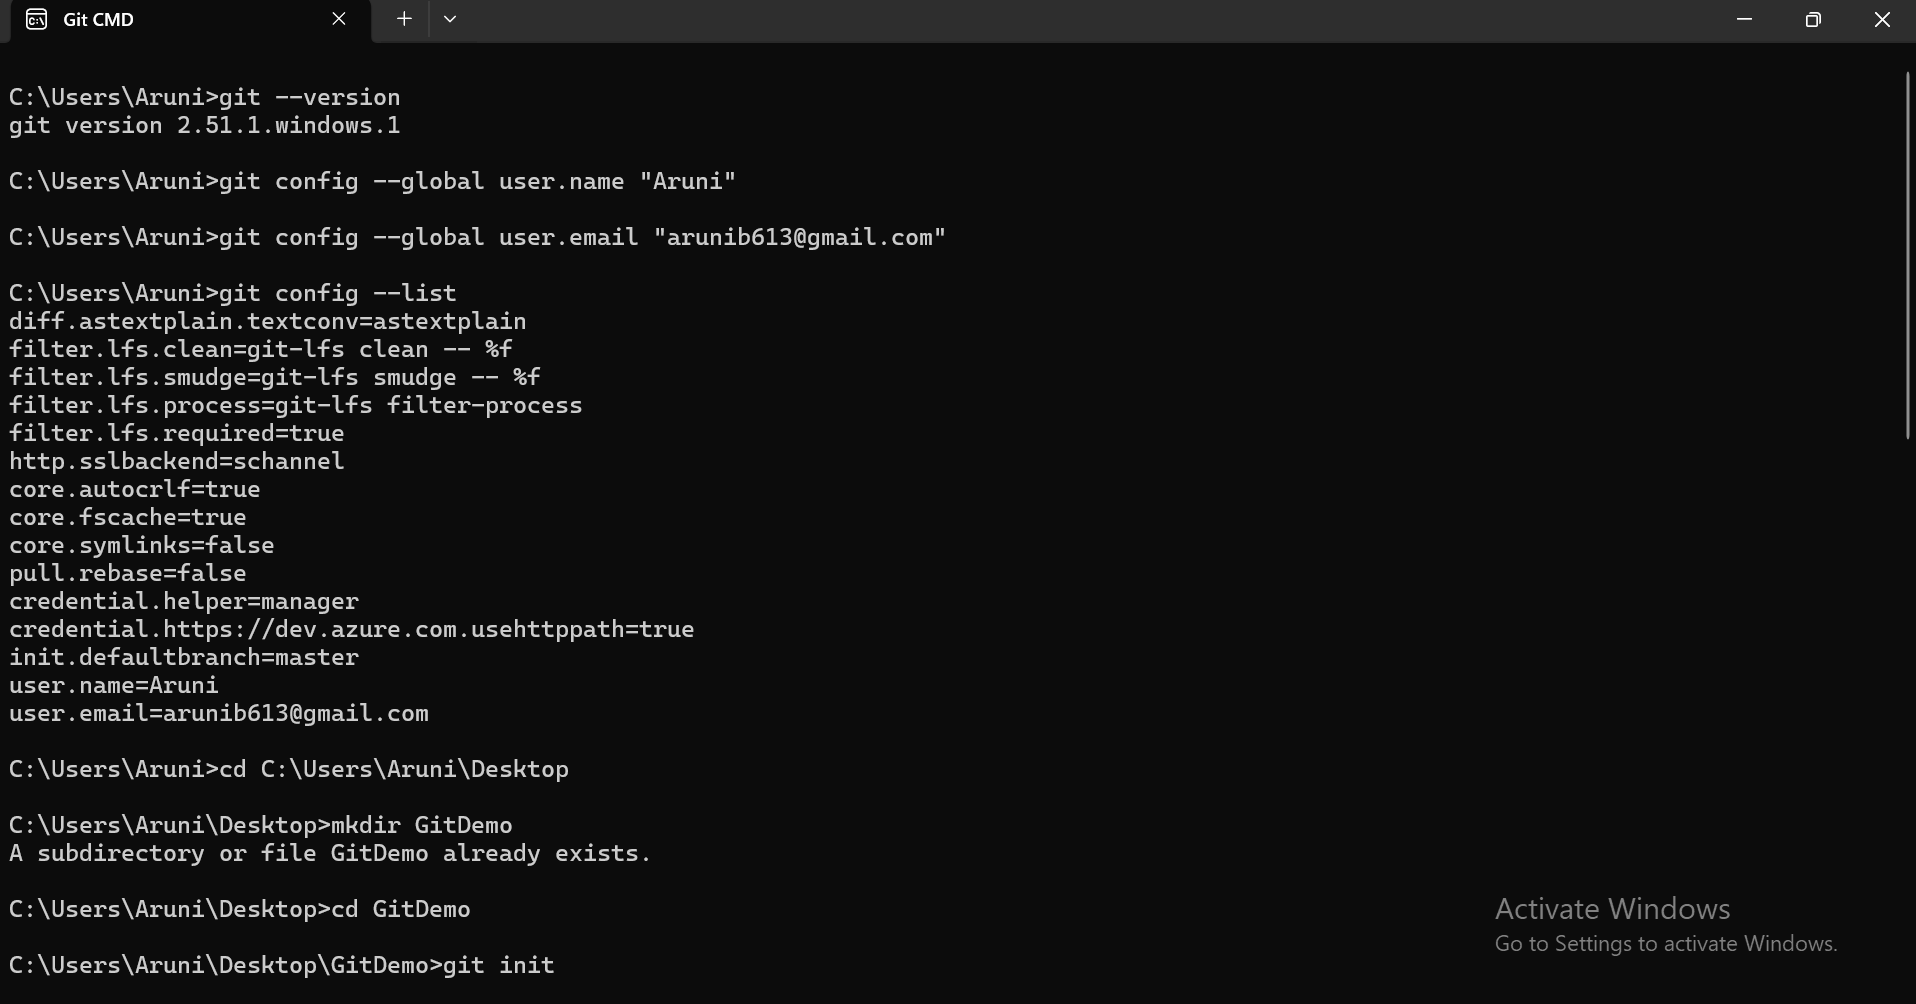 Git CMD
C:\Users\Aruni>git --version
git version 2.51.1.windows.1
C:\Users\Aruni>git config --global user.name "Aruni"
C:\Users\Aruni>git config --global user.email "arunib613@gmail.com"
C:\Users\Aruni>git config --list
diff.astextplain.textconv=astextplain
filter.lfs.clean=git-lfs clean -- %f
filter.lfs.smudge=git-lfs smudge -- %f
filter.lfs.process=git-lfs filter-process
filter.lfs.required=true
http.sslbackend=schannel
core.autocrlf=true
core.fscache=true
core.symlinks=false
pull.rebase=false
credential.helper=manager
credential.https://dev.azure.com.usehttppath=true
init.defaultbranch=master
user.name=Aruni
user.email=arunib613@gmail.com
C:\Users\Aruni>cd C:\Users\Aruni\Desktop
C:\Users\Aruni\Desktop>mkdir GitDemo
A subdirectory or file GitDemo already exists.
C:\Users\Aruni\Desktop>cd GitDemo
C:\Users\Aruni\Desktop\GitDemo>git init
Activate Windows
Go to Settings to activate Windows.